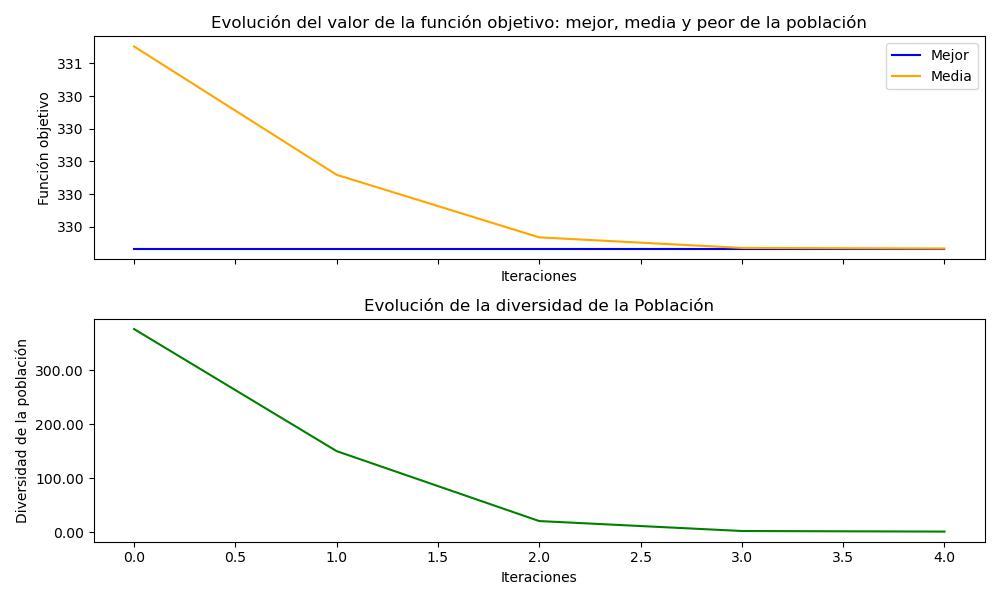 Evolución del valor de la función objetivo: mejor, media y peor de la población
Función objetivo
331
330
330
330
330
330
Mejor
Media
Iteraciones
Evolución de la diversidad de la Población
Diversidad de la población
300.00
200.00
100.00
0.00
0.0 0.5 1.0 1.5 2.0 2.5 3.0 3.5 4.0
Iteraciones